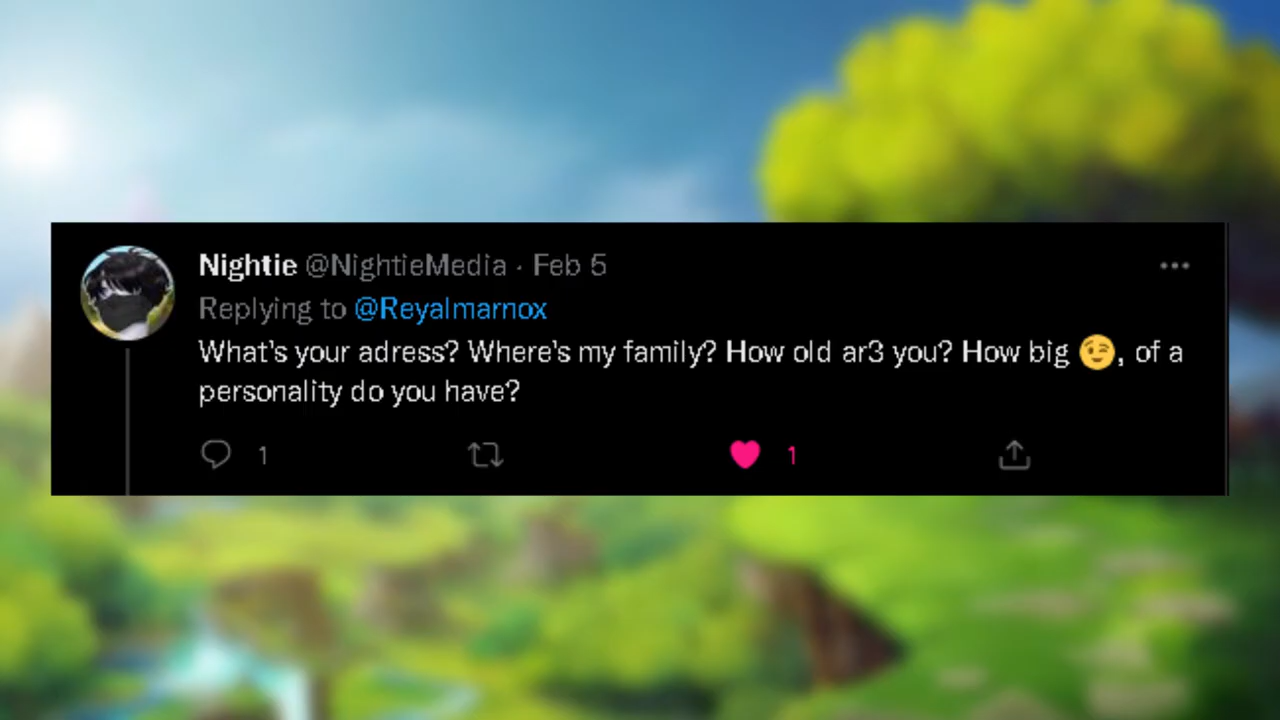 Nightie @NightieMedia · Feb 5
Replying to @Reyalmarnox
What's your adress? Where's my family? How old ar3 you? How big 😉, of a
personality do you have?
1 1